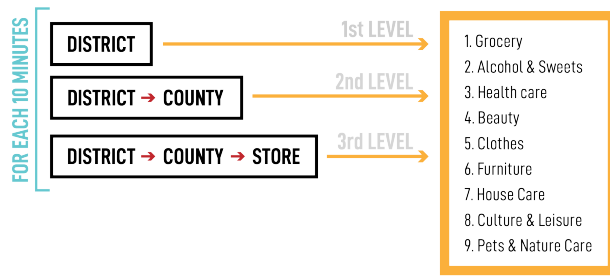 FOR EACH 10 MINUTES
DISTRICT
1st LEVEL
DISTRICT ➔ COUNTY
2nd LEVEL
DISTRICT ➔ COUNTY ➔ STORE
3rd LEVEL
1. Grocery
2. Alcohol & Sweets
3. Health care
4. Beauty
5. Clothes
6. Furniture
7. House Care
8. Culture & Leisure
9. Pets & Nature Care